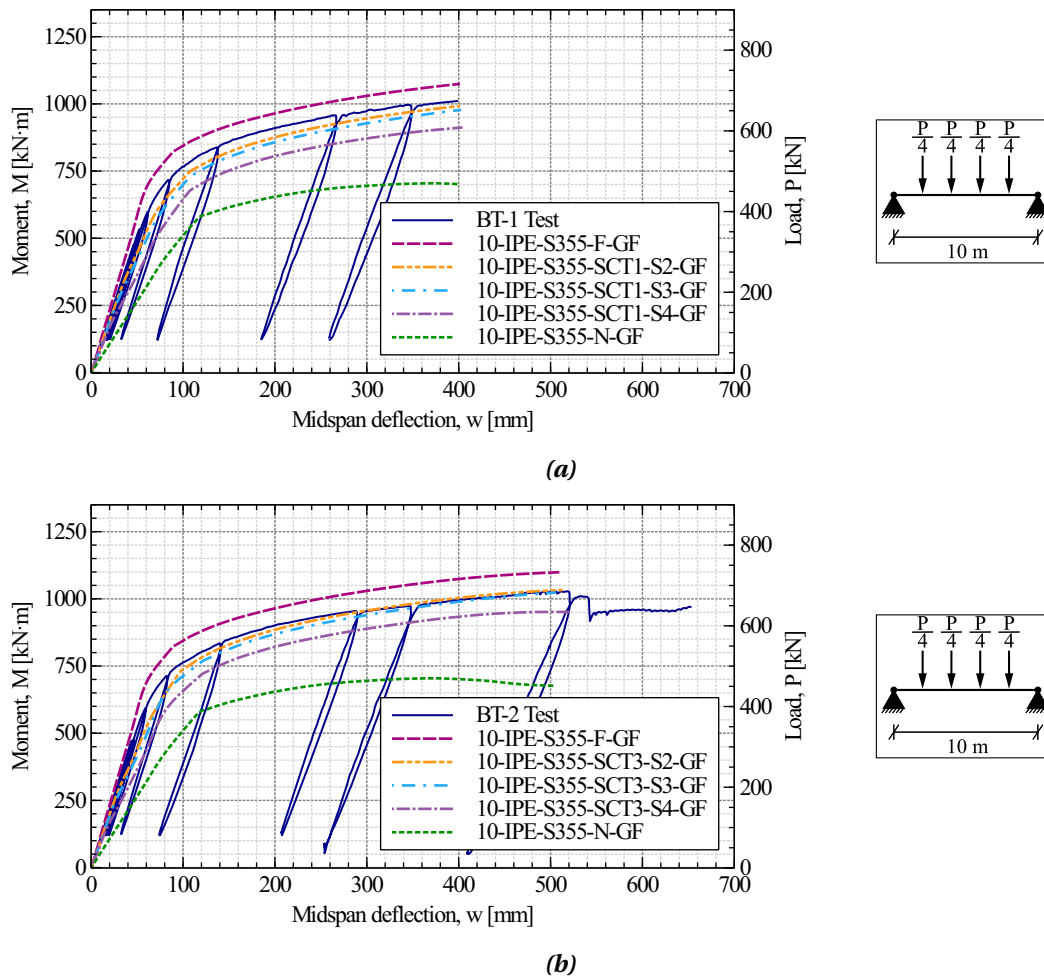 1250
1000
750
500
250
0
Moment, M [kN·m]
0 100 200 300 400 500 600 700
Midspan deflection, w [mm]
800
600
400
200
0
Load, P [kN]
BT-1 Test
10-IPE-S355-F-GF
10-IPE-S355-SCT1-S2-GF
10-IPE-S355-SCT1-S3-GF
10-IPE-S355-SCT1-S4-GF
10-IPE-S355-N-GF
P P P P
4 4 4 4
10 m
(a)
1250
1000
750
500
250
0
Moment, M [kN·m]
0 100 200 300 400 500 600 700
Midspan deflection, w [mm]
800
600
400
200
0
Load, P [kN]
BT-2 Test
10-IPE-S355-F-GF
10-IPE-S355-SCT3-S2-GF
10-IPE-S355-SCT3-S3-GF
10-IPE-S355-SCT3-S4-GF
10-IPE-S355-N-GF
P P P P
4 4 4 4
10 m
(b)